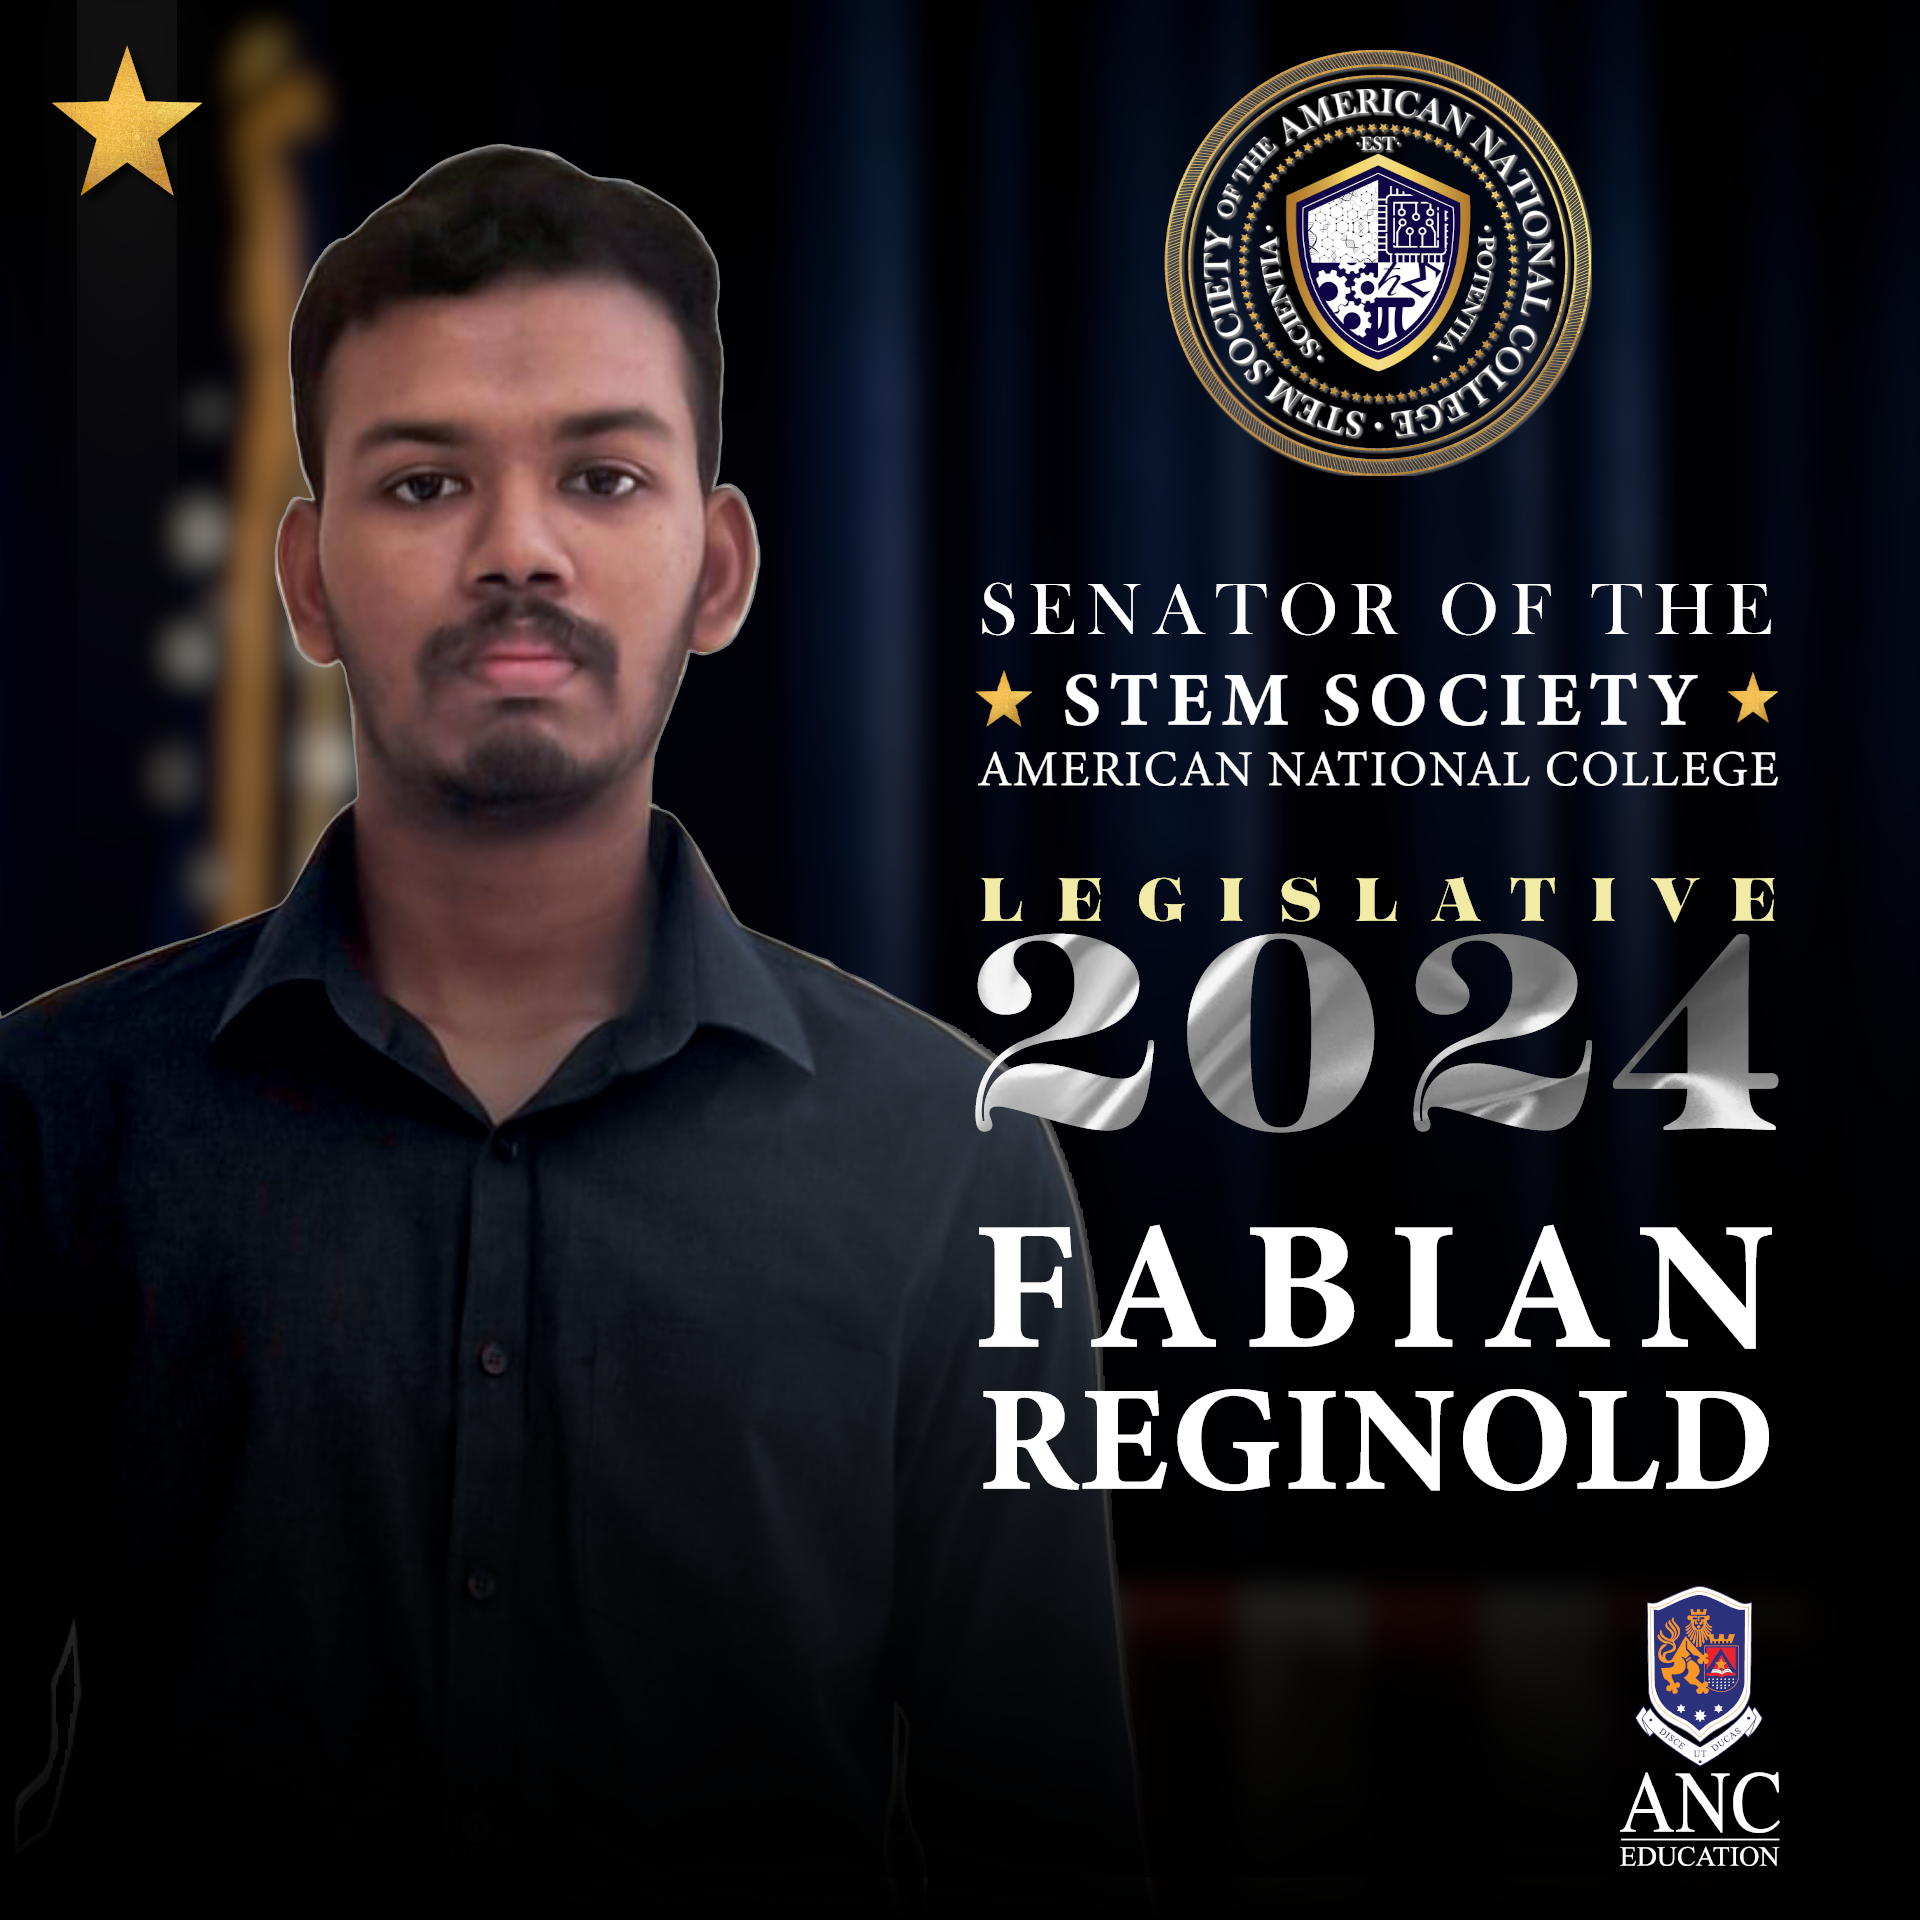 STEM SOCIETY OF THE AMERICAN NATIONAL COLLEGE
·EST·
·SCIENTIA·
·POTENTIA·
ℏ Σ
π
SENATOR OF THE
STEM SOCIETY
AMERICAN NATIONAL COLLEGE
LEGISLATIVE
2024
FABIAN
REGINOLD
DISCE UT DUCAS
ANC
EDUCATION